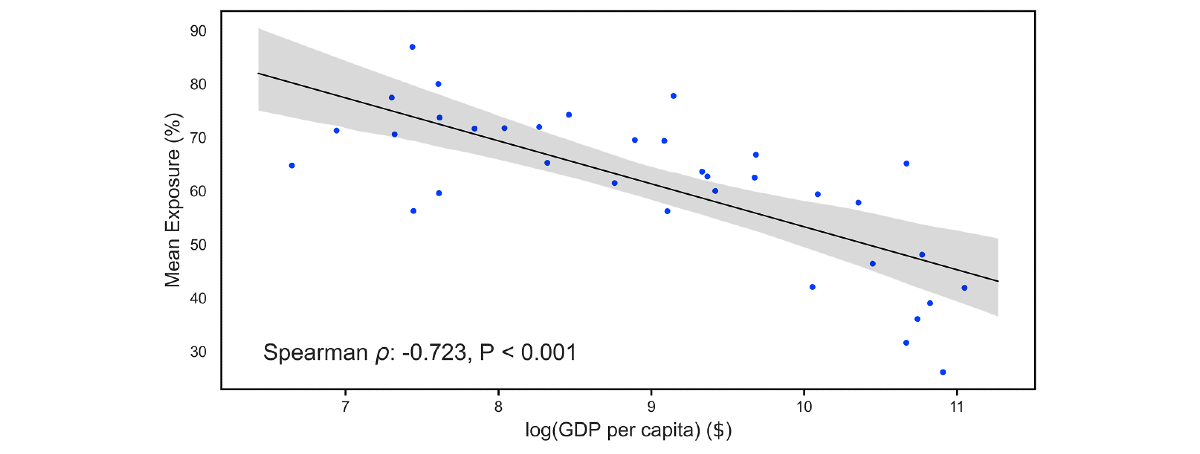 90
80
70
60
50
40
30
Mean Exposure (%)
Spearman ρ: -0.723, P < 0.001
7 8 9 10 11
log(GDP per capita) ($)